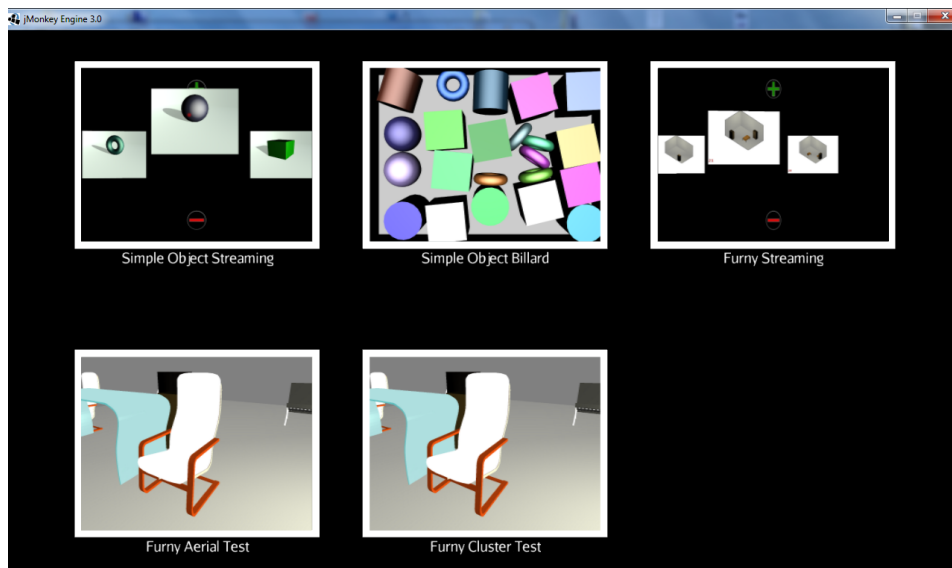 jMonkey Engine 3.0
Simple Object Streaming
Simple Object Billard
Furny Streaming
Furny Aerial Test
Furny Cluster Test